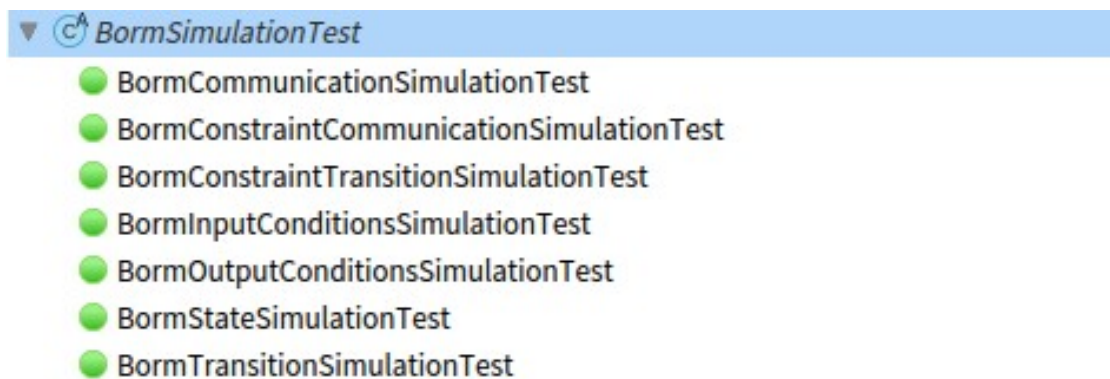 BormSimulationTest
BormCommunicationSimulationTest
BormConstraintCommunicationSimulationTest
BormConstraintTransitionSimulationTest
BormInputConditionsSimulationTest
BormOutputConditionsSimulationTest
BormStateSimulationTest
BormTransitionSimulationTest